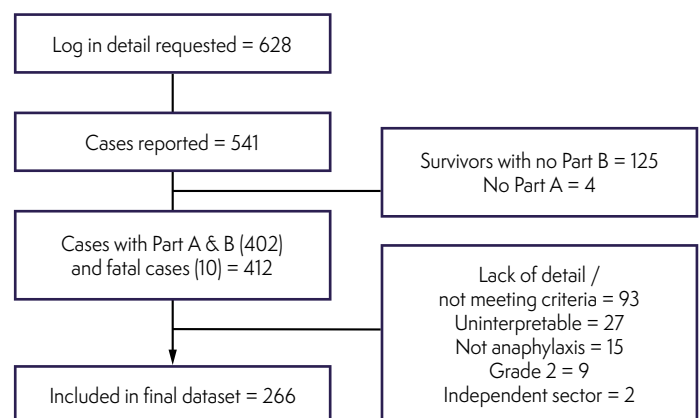 Log in detail requested = 628
Cases reported = 541
Survivors with no Part B = 125
No Part A = 4
Cases with Part A & B (402)
and fatal cases (10) = 412
Lack of detail /
not meeting criteria = 93
Uninterpretable = 27
Not anaphylaxis = 15
Grade 2 = 9
Independent sector = 2
Included in final dataset = 266